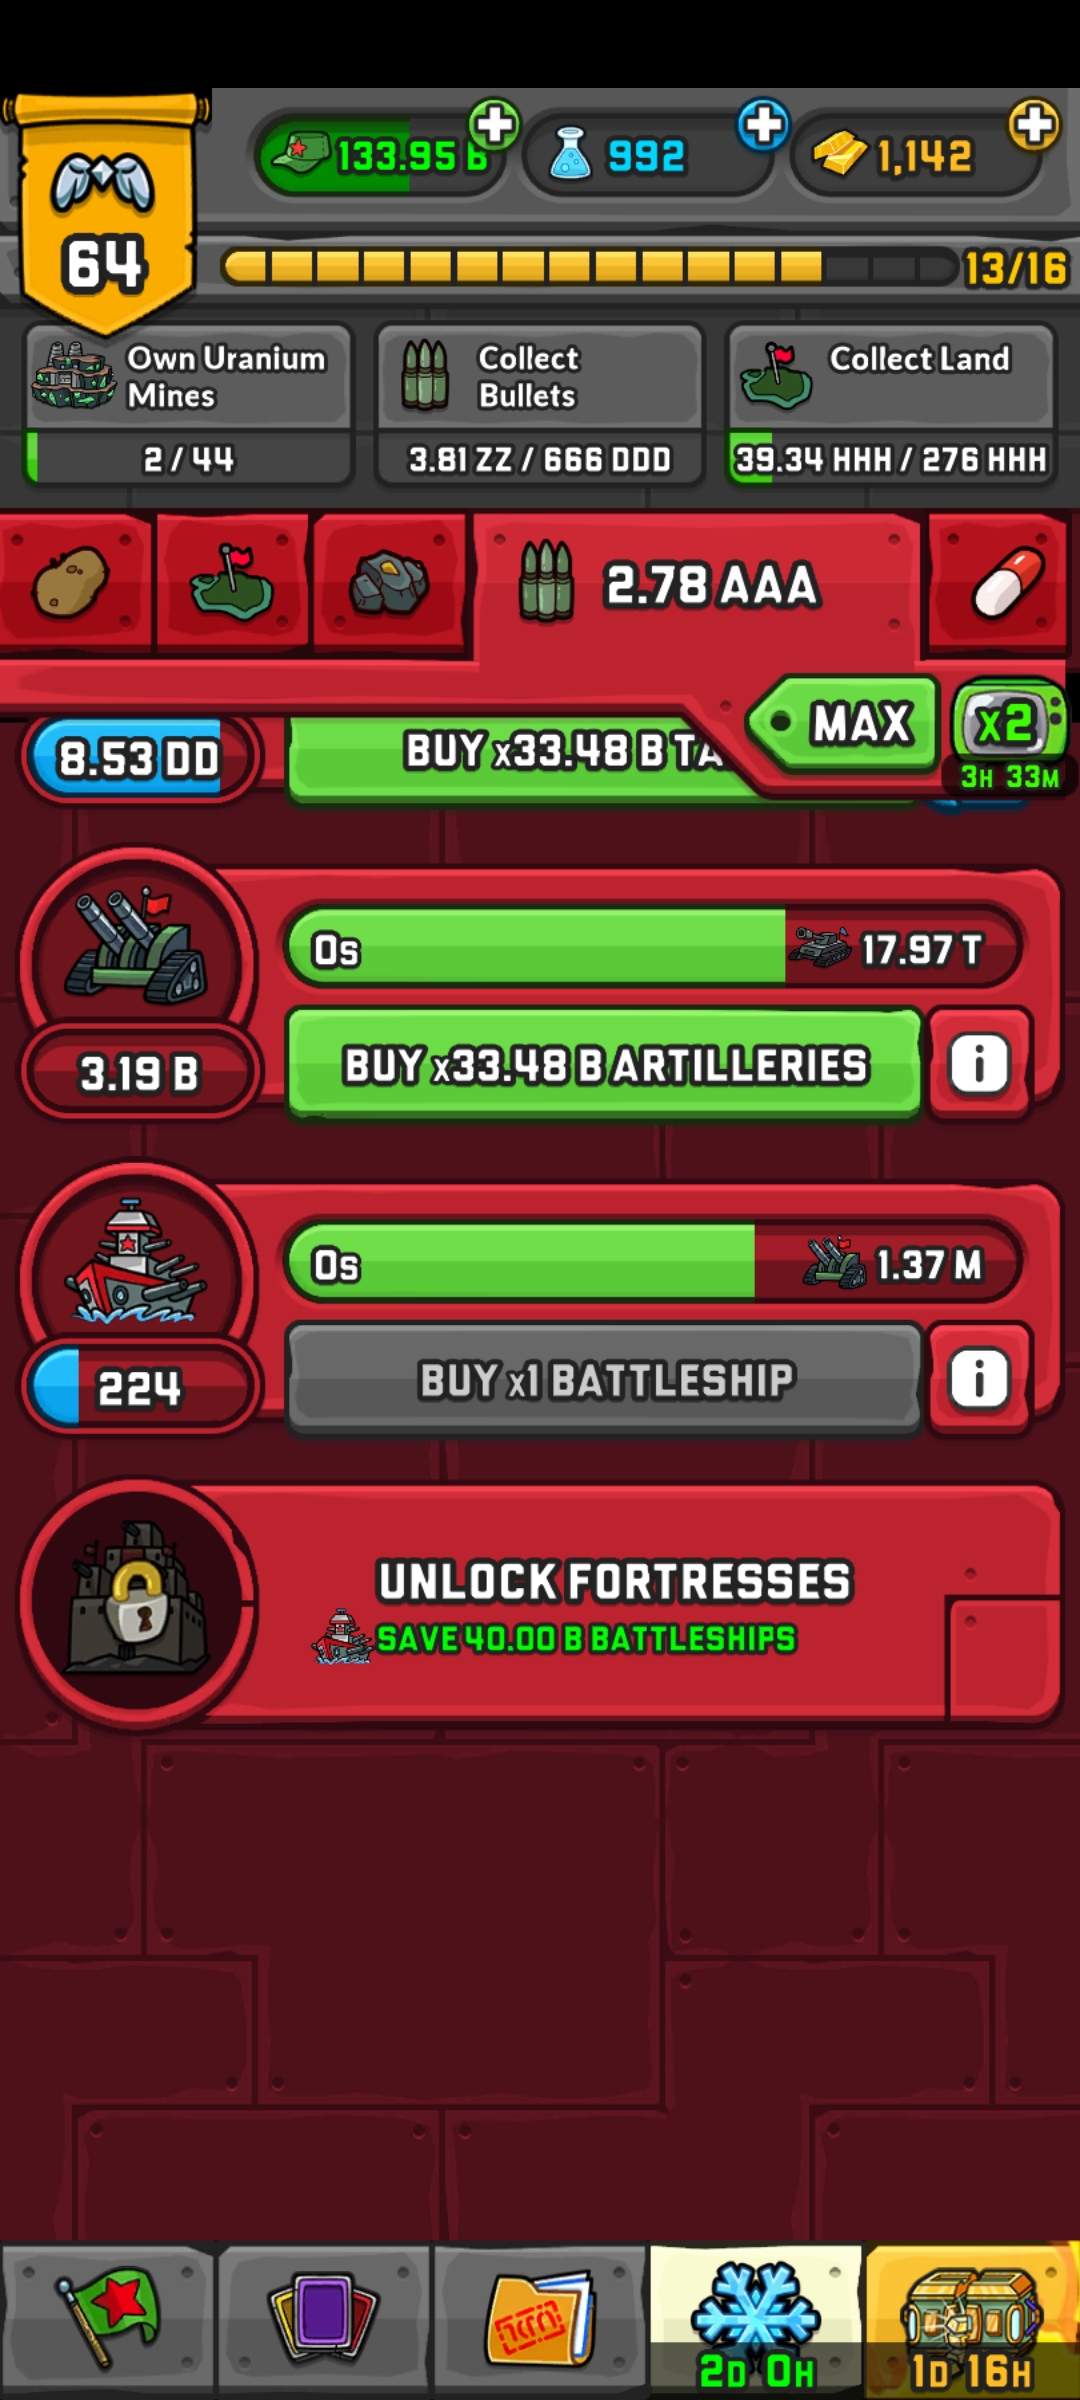 64
133.95 B
992
1,142
13/16
Own Uranium
Mines
2 / 44
Collect
Bullets
3.81 ZZ / 666 DDD
Collect Land
39.34 HHH / 276 HHH
2.78 AAA
MAX
X2
3H 33M
8.53 DD
BUY x33.48 B TA
0s
17.97 T
3.19 B
BUY x33.48 B ARTILLERIES
i
0s
1.37 M
224
BUY x1 BATTLESHIP
i
UNLOCK FORTRESSES
SAVE 40.00 B BATTLESHIPS
2D 0H
1D 16H